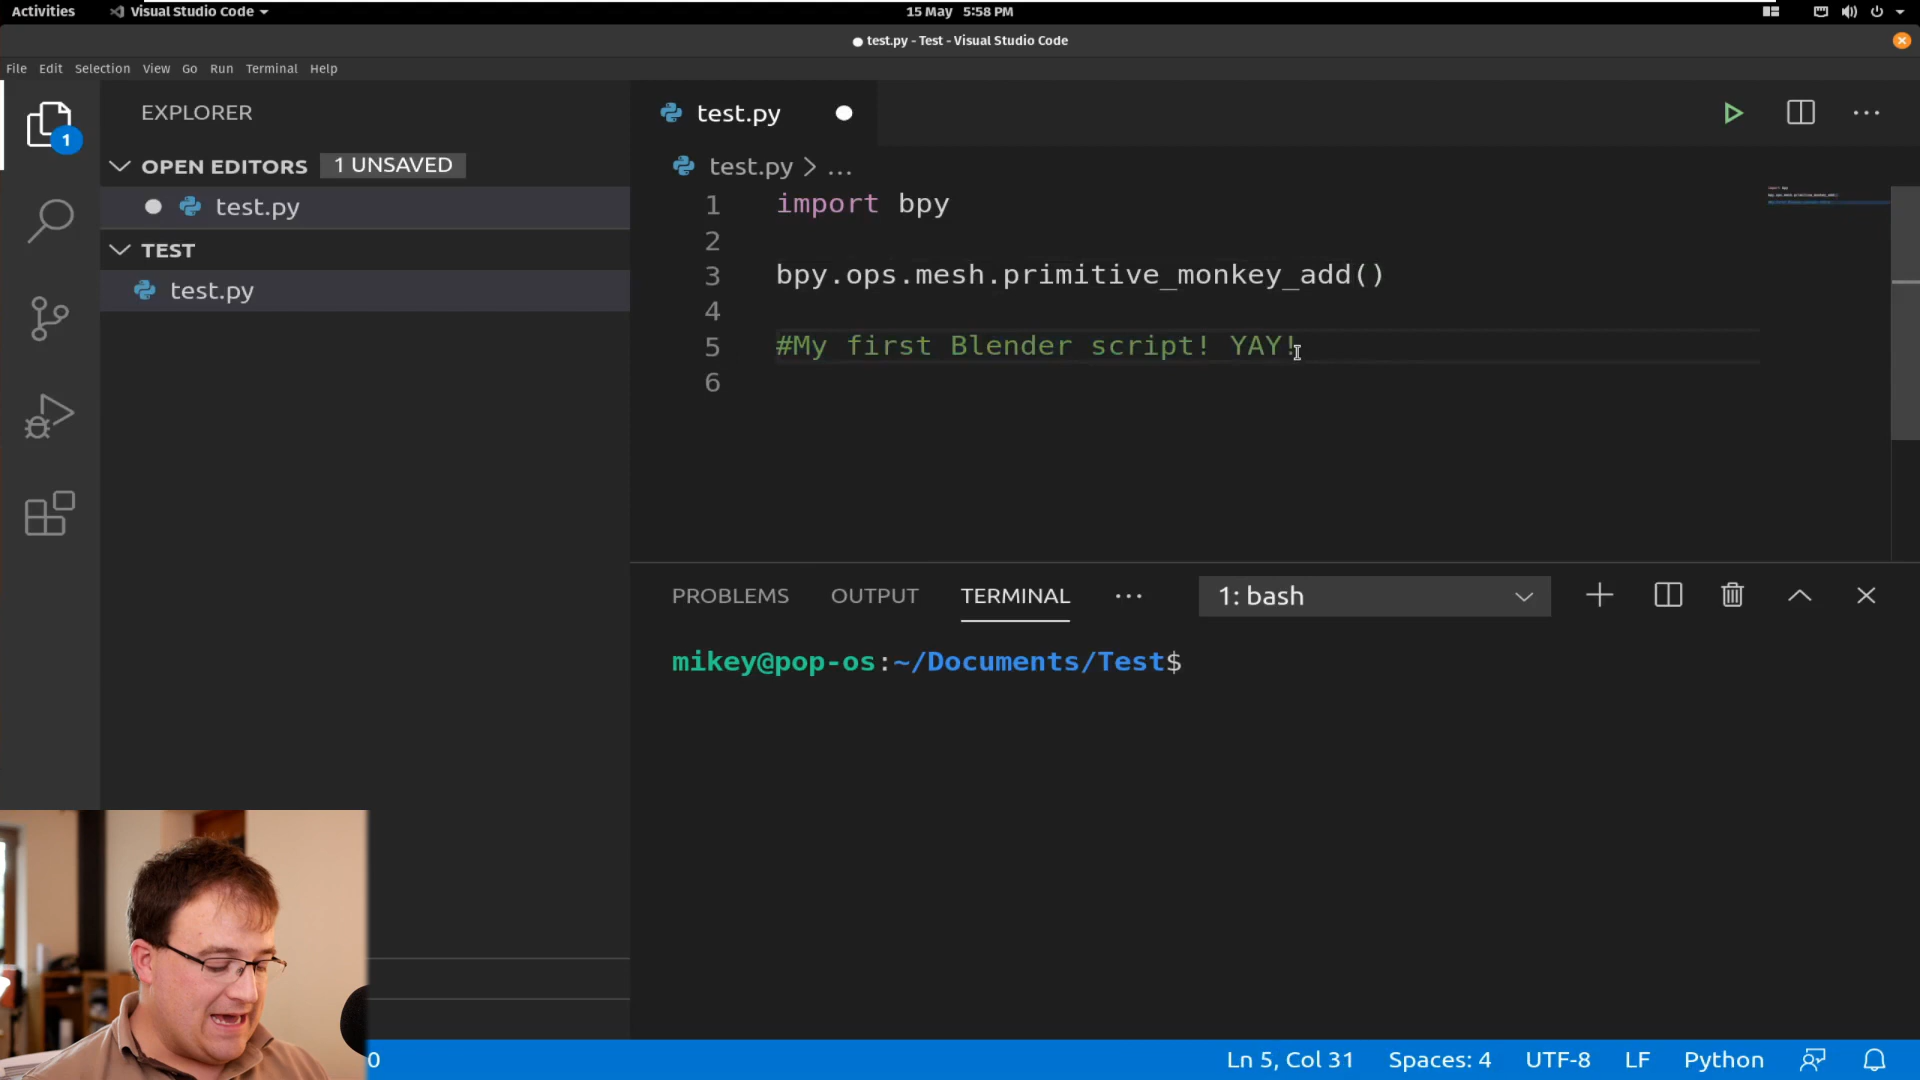 Activities Visual Studio Code 15 May 5:58 PM
test.py - Test - Visual Studio Code
File Edit Selection View Go Run Terminal Help
EXPLORER
1
OPEN EDITORS 1 UNSAVED
test.py
TEST
test.py
test.py
test.py > ...
1 import bpy
2
3 bpy.ops.mesh.primitive_monkey_add()
4
5 #My first Blender script! YAY!
6
PROBLEMS OUTPUT TERMINAL ... 1: bash
mikey@pop-os:~/Documents/Test$
0 Ln 5, Col 31 Spaces: 4 UTF-8 LF Python